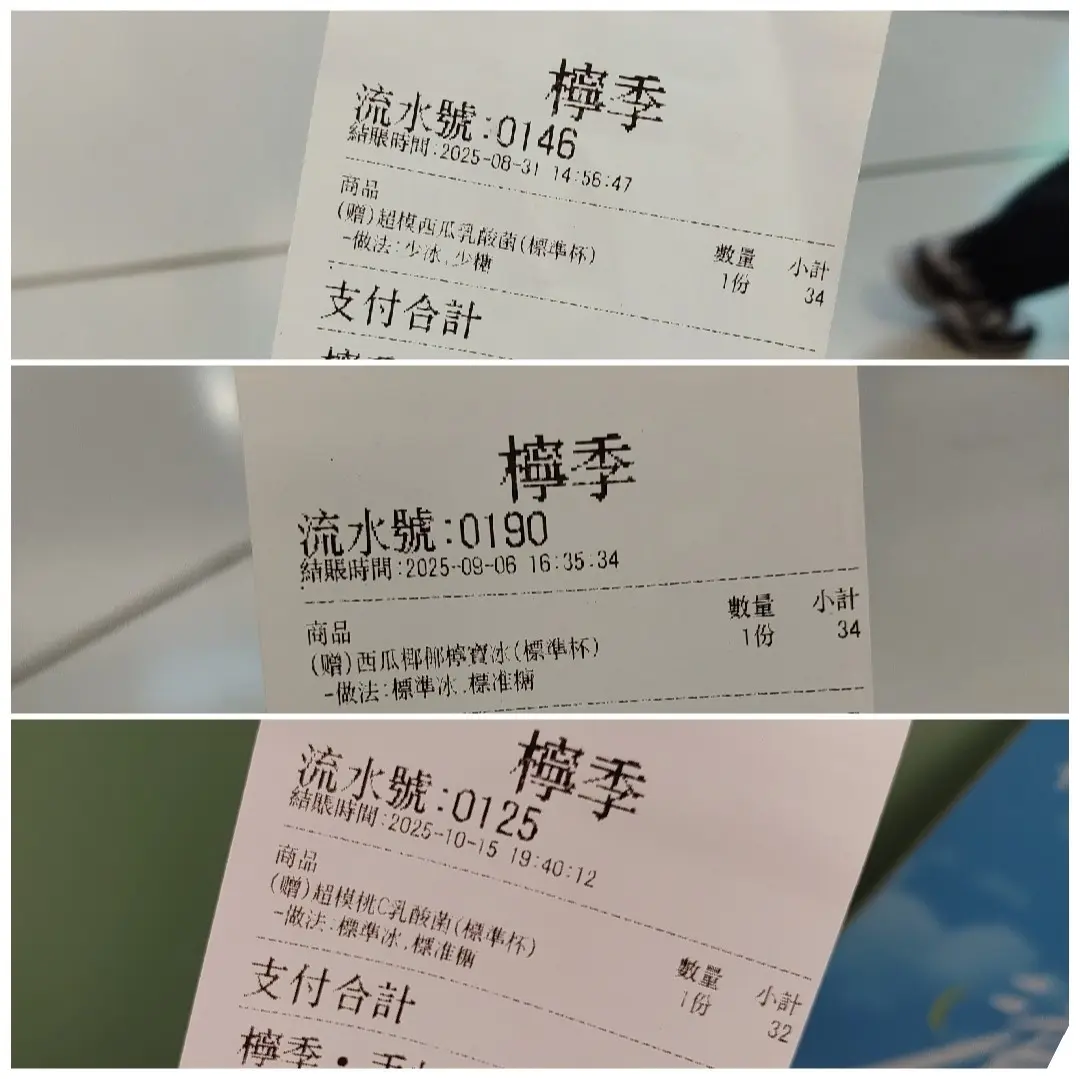 檸季
流水號:0146
結賬時間:2025-08-31 14:56:47
商品 數量 小計
(赠)超模西瓜乳酸菌(標準杯) 1份 34
-做法:少冰,少糖
支付合計
檸季
流水號:0190
結賬時間:2025-09-06 16:35:34
商品 數量 小計
(赠)西瓜椰椰檸寶冰(標準杯) 1份 34
-做法:標準冰,標准糖
檸季
流水號:0125
結賬時間:2025-10-15 19:40:12
商品 數量 小計
(赠)超模桃C乳酸菌(標準杯) 1份 32
-做法:標準冰,標准糖
支付合計
檸季·手